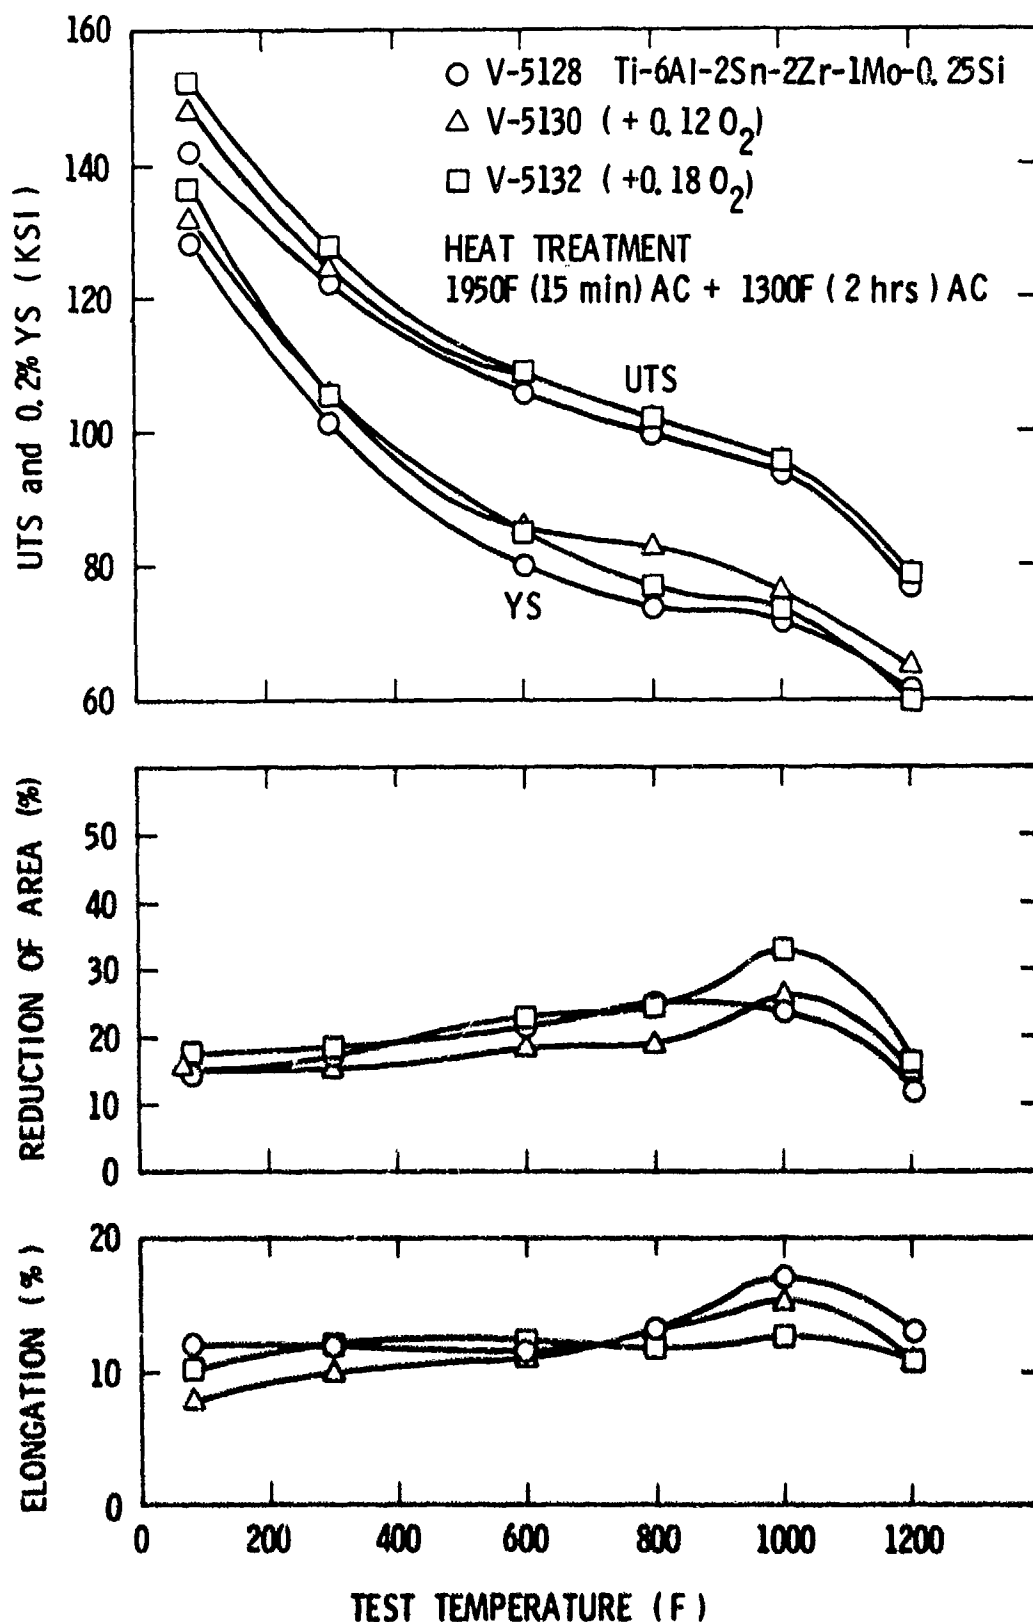 160
140
120
100
80
60
UTS and 0.2% YS (KSI)
○ V-5128 Ti-6Al-2Sn-2Zr-1Mo-0.25Si
△ V-5130 (+ 0.12 O2)
□ V-5132 (+0.18 O2)
HEAT TREATMENT
1950F (15 min) AC + 1300F (2 hrs) AC
UTS
YS
50
40
30
20
10
0
REDUCTION OF AREA (%)
20
10
0
ELONGATION (%)
0 200 400 600 800 1000 1200
TEST TEMPERATURE (F)